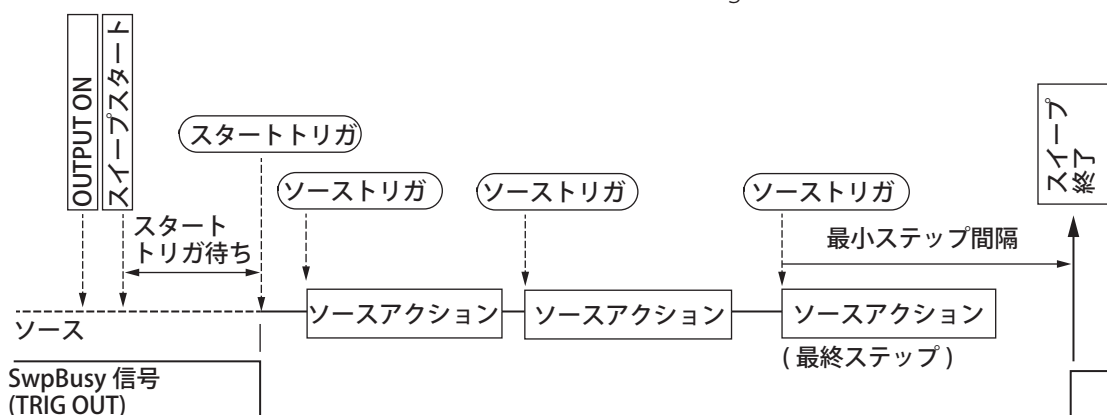 g
OUTPUT ON
スイープスタート
スタートトリガ
ソーストリガ
ソーストリガ
ソーストリガ
スイープ
終了
スタート
トリガ待ち
最小ステップ間隔
ソース
ソースアクション
ソースアクション
ソースアクション
( 最終ステップ )
SwpBusy 信号
(TRIG OUT)